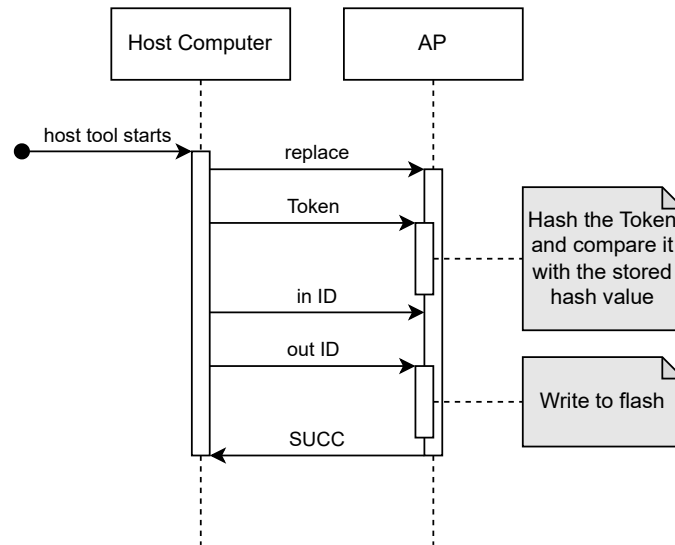 Host Computer
AP
host tool starts
replace
Token
Hash the Token
and compare it
with the stored
hash value
in ID
out ID
Write to flash
SUCC